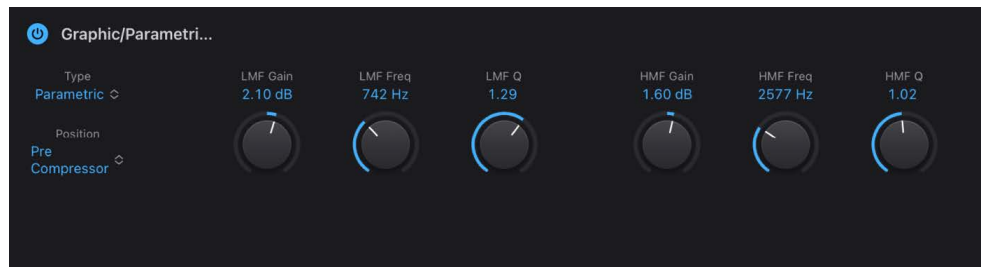 Graphic/Parametri...
Type
Parametric
Position
Pre
Compressor
LMF Gain
2.10 dB
LMF Freq
742 Hz
LMF Q
1.29
HMF Gain
1.60 dB
HMF Freq
2577 Hz
HMF Q
1.02